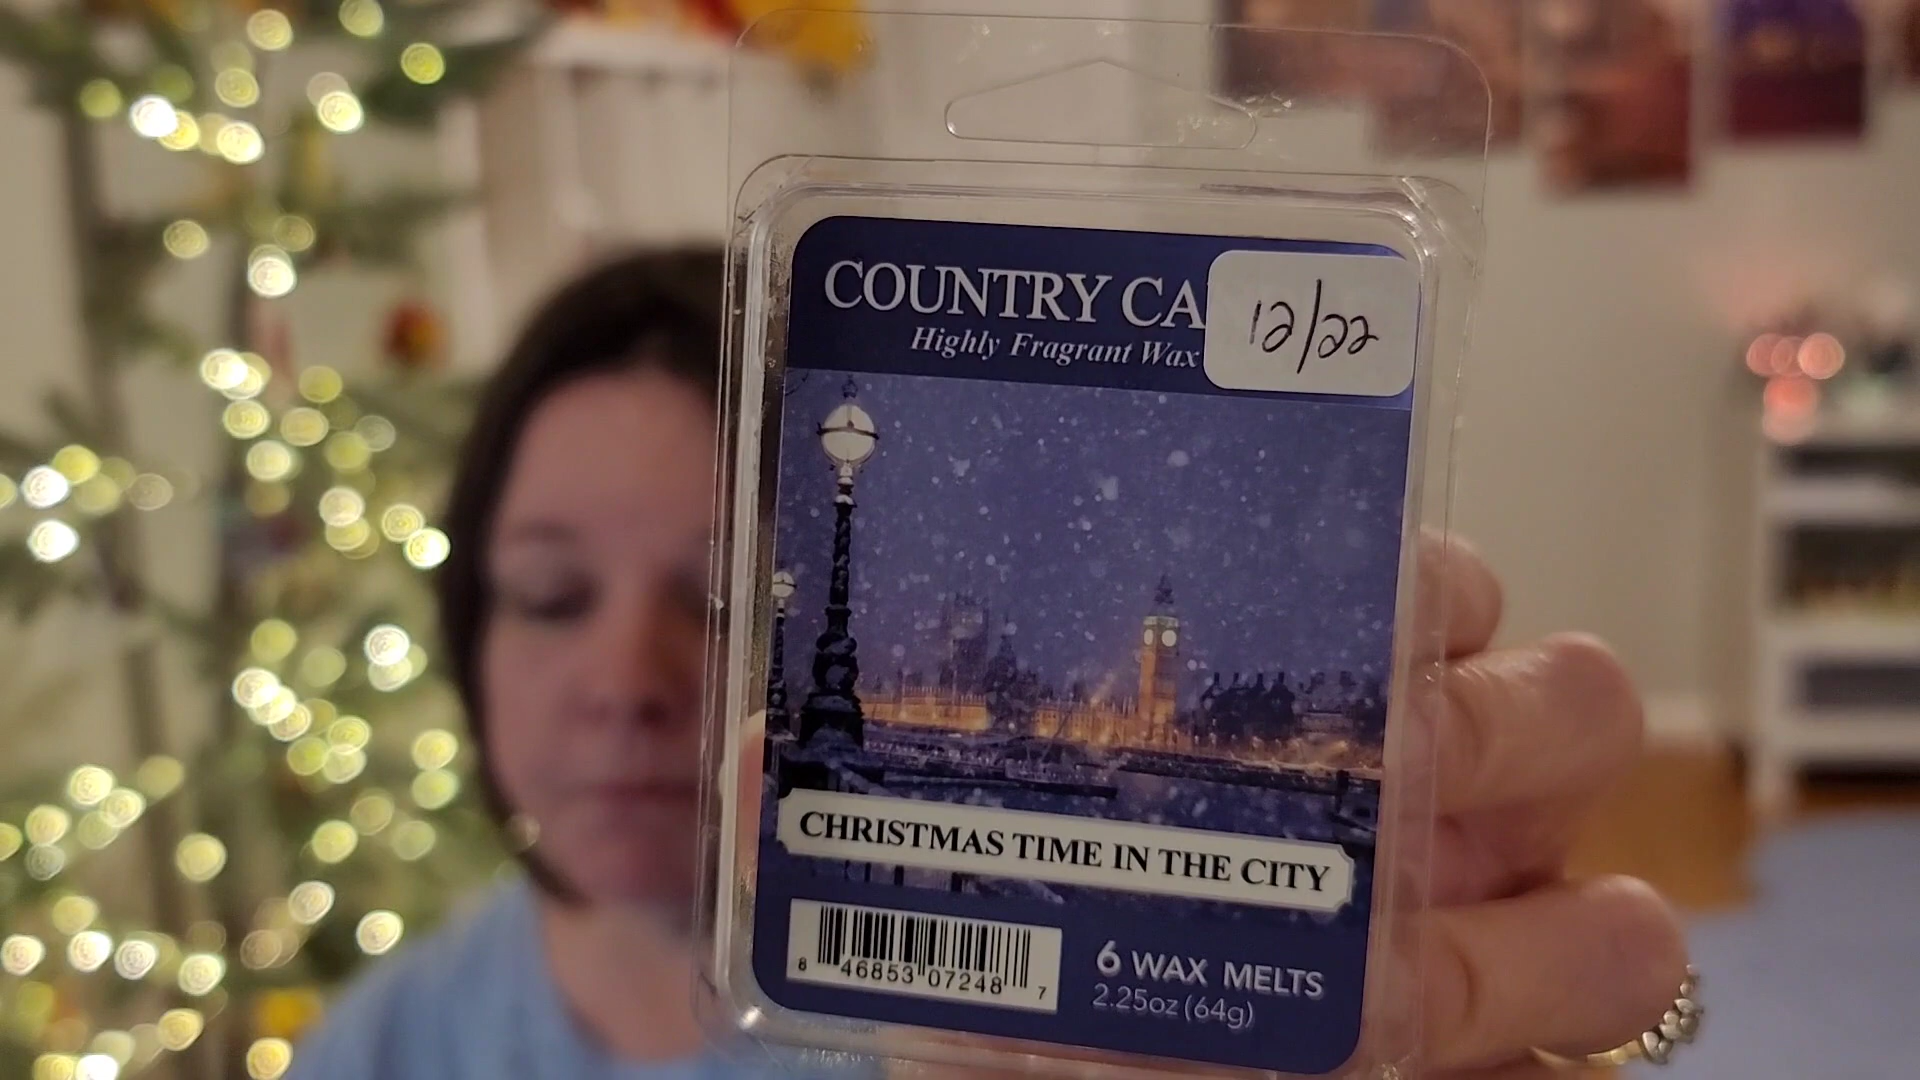 COUNTRY CA
12/22
Highly Fragrant Wax
CHRISTMAS TIME IN THE CITY
8 46853 07248 7
6 WAX MELTS
2.25oz (64g)